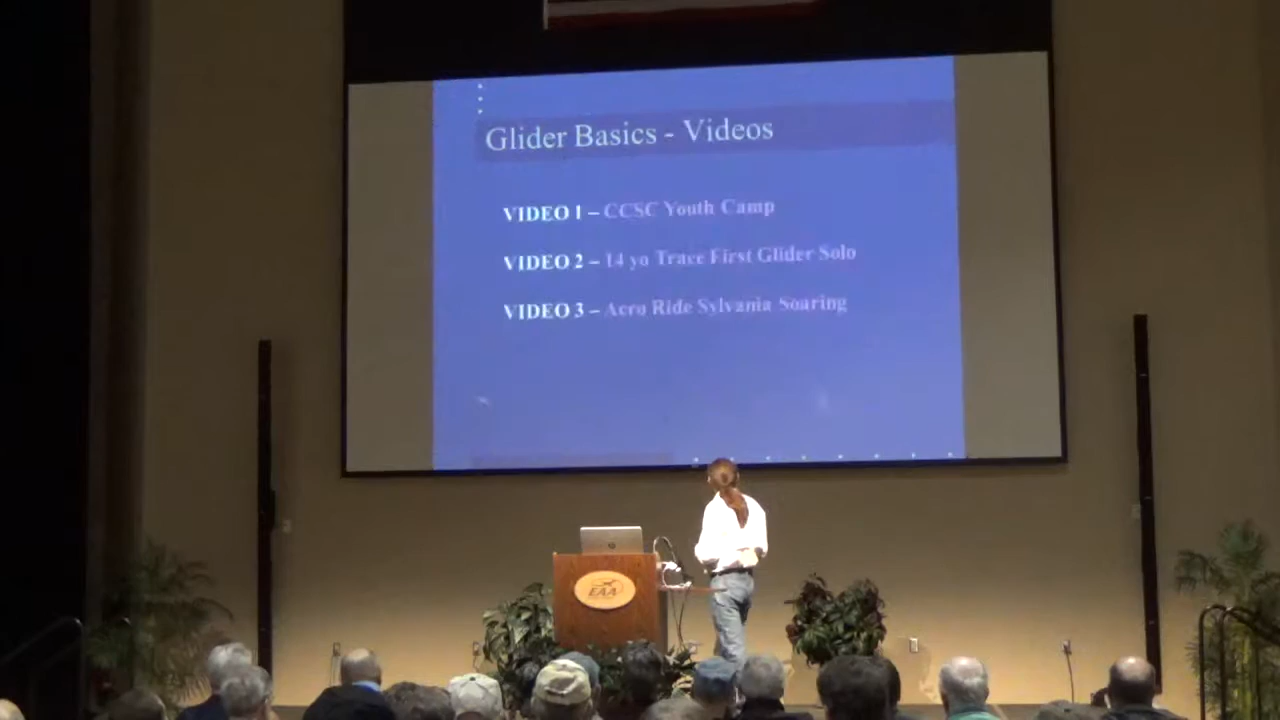 Glider Basics - Videos
VIDEO 1 – CCSC Youth Camp
VIDEO 2 – 14 yo Trace First Glider Solo
VIDEO 3 – Acro Ride Sylvania Soaring
EAA